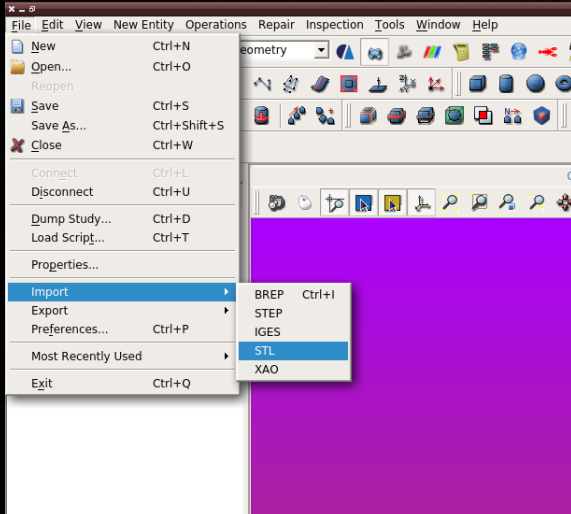 File Edit View New Entity Operations Repair Inspection Tools Window Help
New Ctrl+N
eometry
Open... Ctrl+O
Reopen
Save Ctrl+S
Save As... Ctrl+Shift+S
Close Ctrl+W
Connect Ctrl+L
Disconnect Ctrl+U
Dump Study... Ctrl+D
Load Script... Ctrl+T
Properties...
Import
BREP Ctrl+I
Export
STEP
Preferences... Ctrl+P
IGES
STL
Most Recently Used
XAO
Exit Ctrl+Q